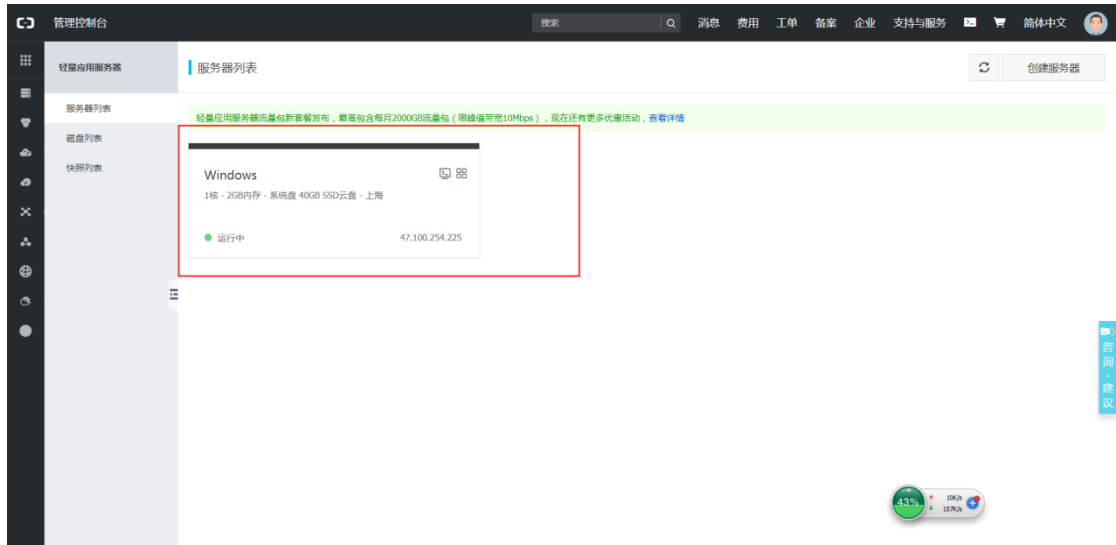 管理控制台
搜索
消息 费用 工单 备案 企业 支持与服务 简体中文
轻量应用服务器
服务器列表
创建服务器
服务器列表
磁盘列表
快照列表
轻量应用服务器流量包新套餐发布，最高包含每月2000GB流量包（限峰值带宽10Mbps），现在还有更多优惠活动，查看详情
Windows
1核 - 2GB内存 - 系统盘 40GB SSD云盘 - 上海
运行中 47.100.254.225
咨询·建议
43%
10K/s
157K/s